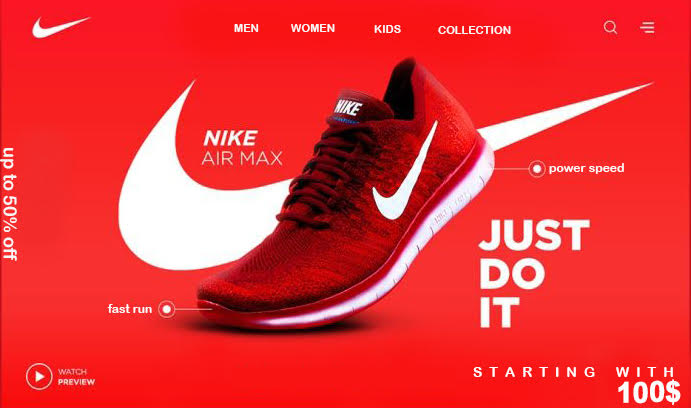 MEN WOMEN KIDS COLLECTION
NIKE
NIKE
AIR MAX
power speed
up to 50% off
JUST
DO
IT
fast run
WATCH
PREVIEW
STARTING WITH
100$